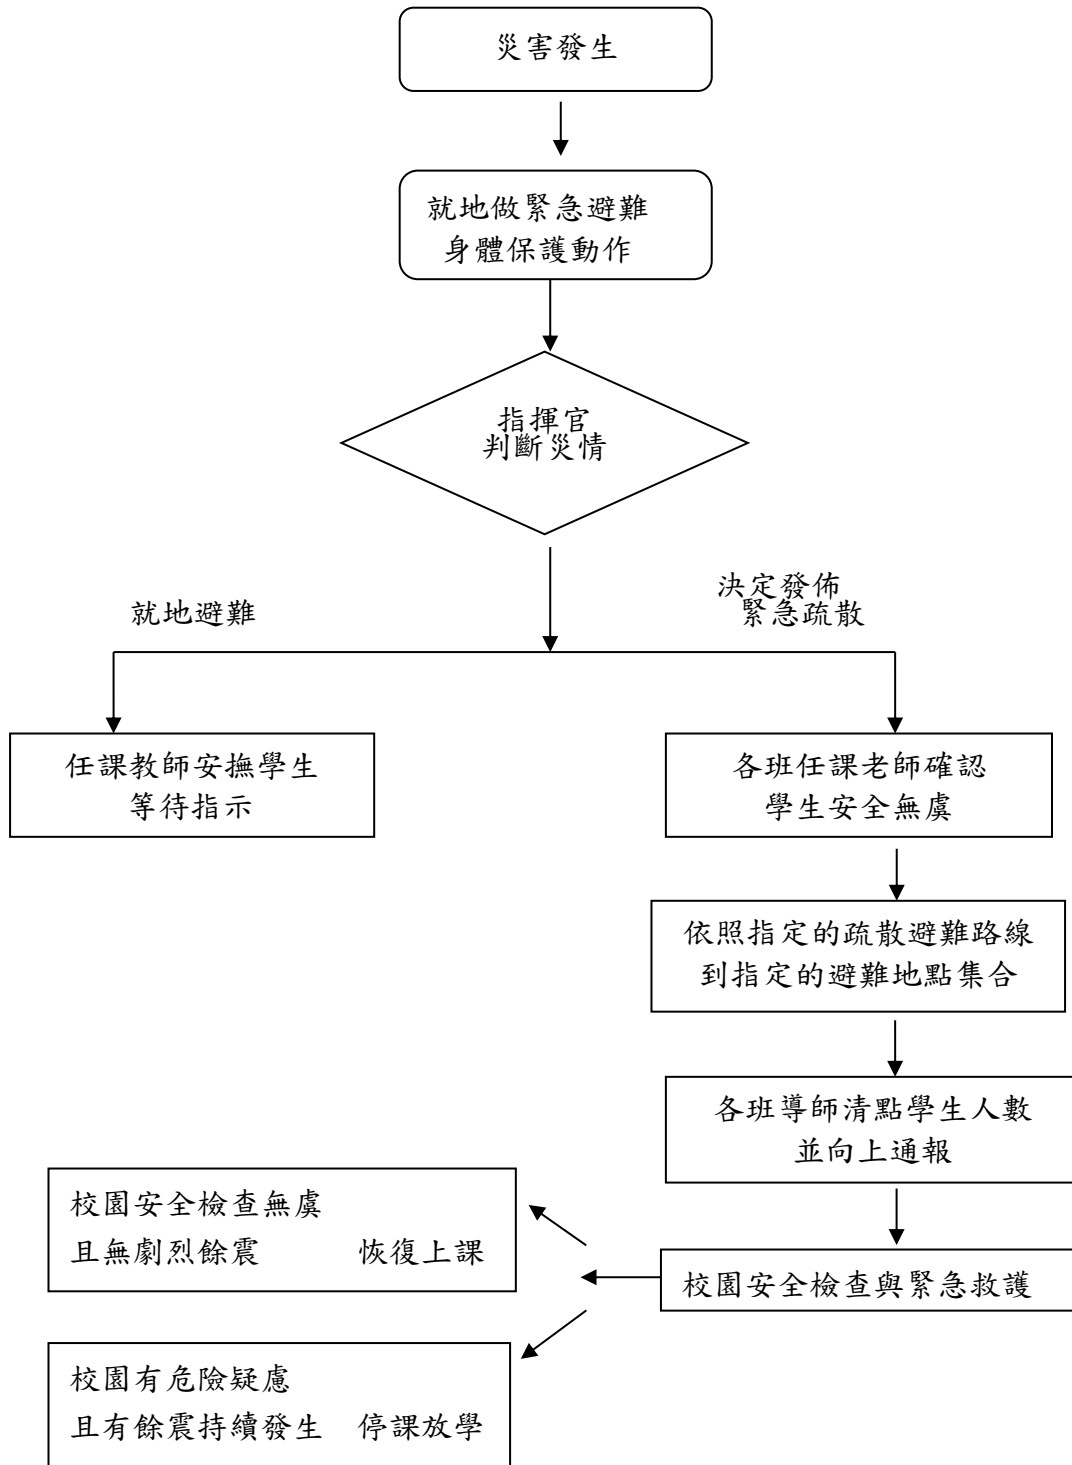 災害發生
就地做緊急避難
身體保護動作
指揮官
判斷災情
就地避難
決定發佈
緊急疏散
任課教師安撫學生
等待指示
各班任課老師確認
學生安全無虞
依照指定的疏散避難路線
到指定的避難地點集合
各班導師清點學生人數
並向上通報
校園安全檢查與緊急救護
校園安全檢查無虞
且無劇烈餘震 恢復上課
校園有危險疑慮
且有餘震持續發生 停課放學